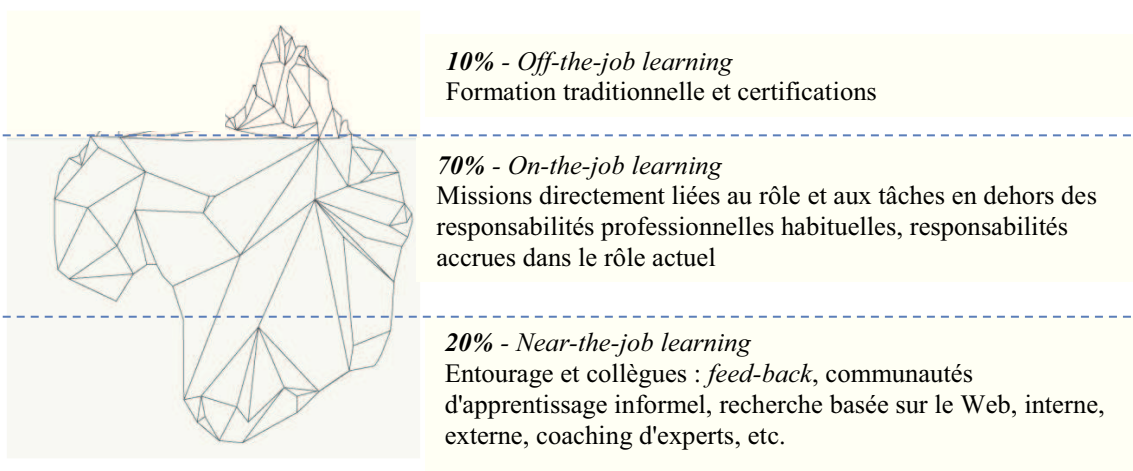 10% - Off-the-job learning
Formation traditionnelle et certifications
70% - On-the-job learning
Missions directement liées au rôle et aux tâches en dehors des
responsabilités professionnelles habituelles, responsabilités
accrues dans le rôle actuel
20% - Near-the-job learning
Entourage et collègues : feed-back, communautés
d'apprentissage informel, recherche basée sur le Web, interne,
externe, coaching d'experts, etc.